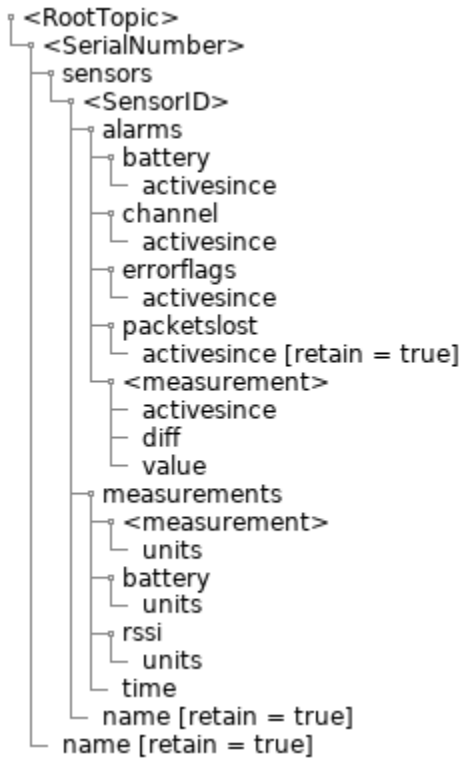 <RootTopic>
<SerialNumber>
sensors
<SensorID>
alarms
battery
activesince
channel
activesince
errorflags
activesince
packetslost
activesince [retain = true]
<measurement>
activesince
diff
value
measurements
<measurement>
units
battery
units
rssi
units
time
name [retain = true]
name [retain = true]